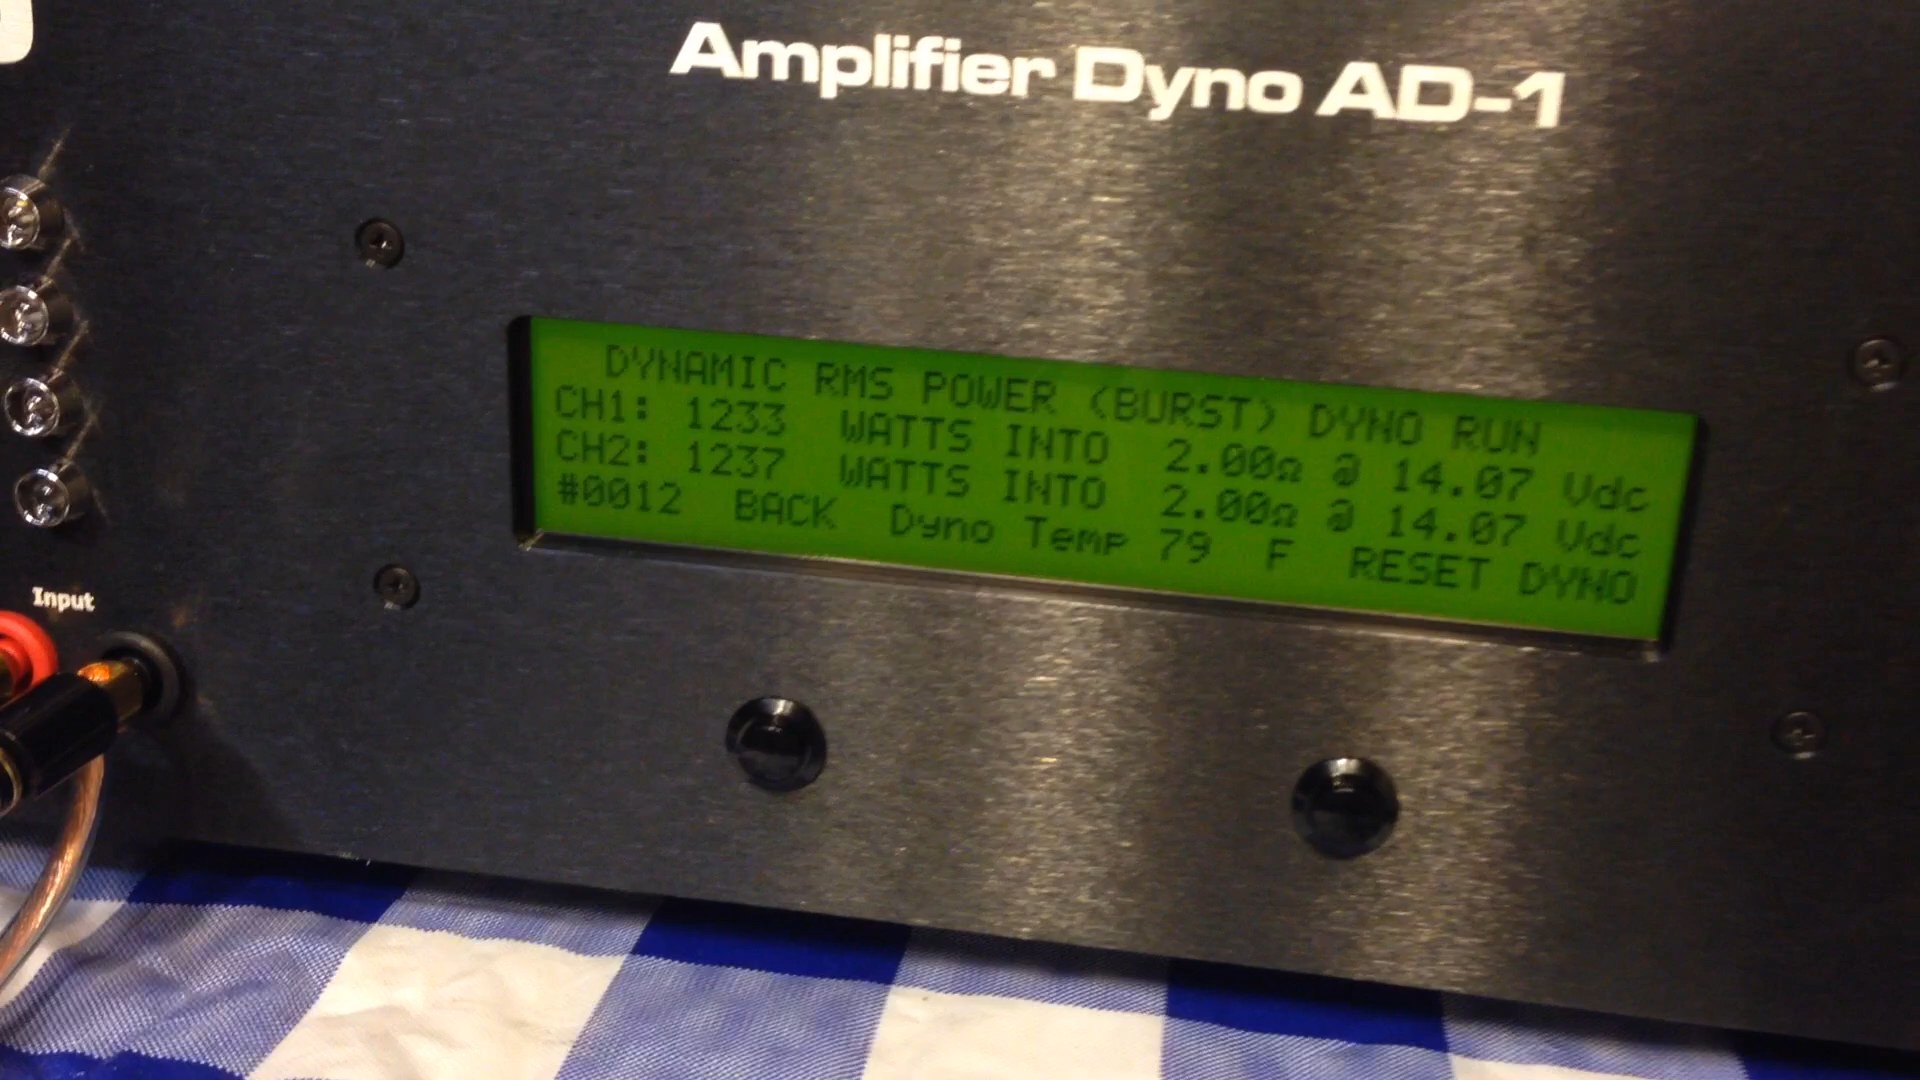 Amplifier Dyno AD-1
DYNAMIC RMS POWER (BURST) DYNO RUN
CH1: 1233 WATTS INTO 2.00Ω @ 14.07 Vdc
CH2: 1237 WATTS INTO 2.00Ω @ 14.07 Vdc
#0012 BACK Dyno Temp 79 F RESET DYNO
Input